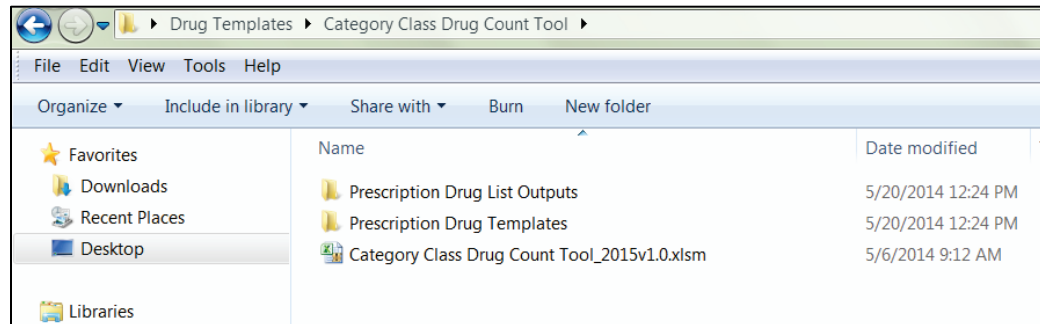 Drug Templates Category Class Drug Count Tool
File Edit View Tools Help
Organize Include in library Share with Burn New folder
Favorites
Downloads
Recent Places
Desktop
Libraries
Name Date modified
Prescription Drug List Outputs 5/20/2014 12:24 PM
Prescription Drug Templates 5/20/2014 12:24 PM
Category Class Drug Count Tool_2015v1.0.xlsm 5/6/2014 9:12 AM